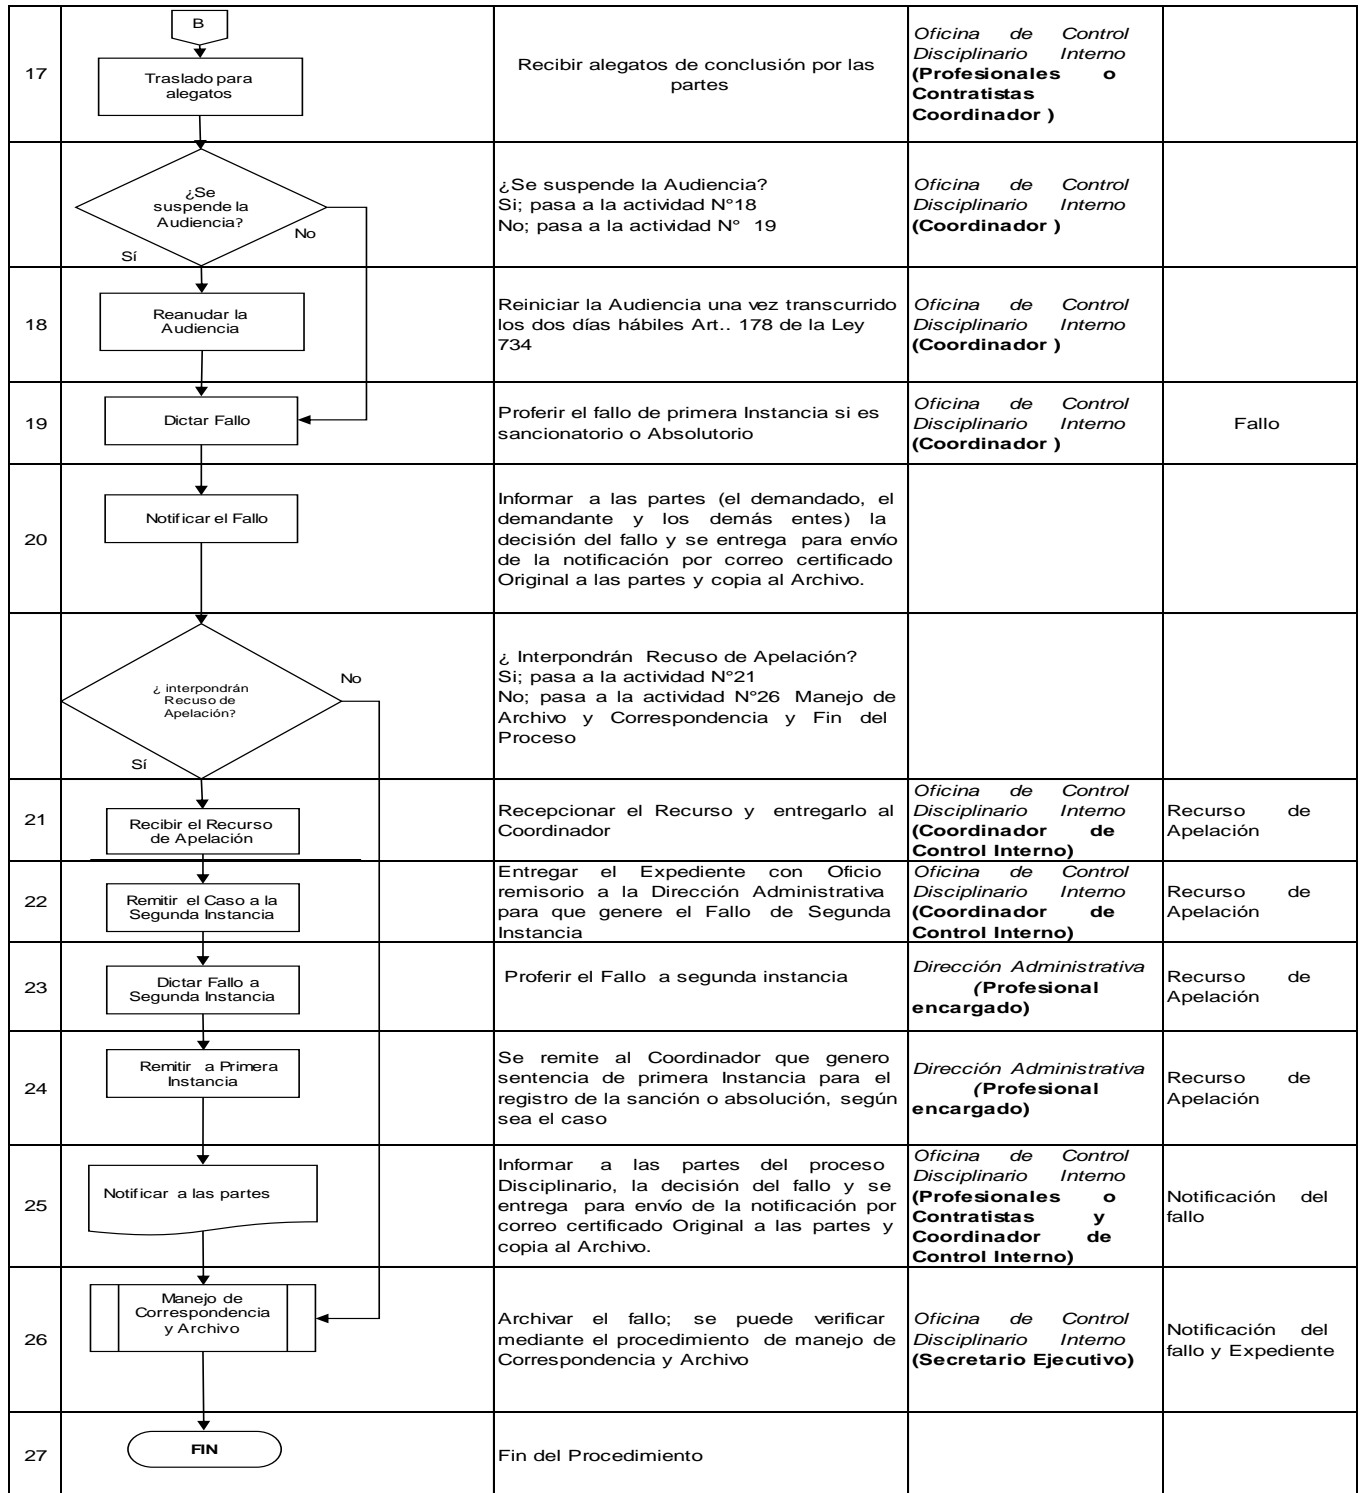 B
17
Traslado para
alegatos
Recibir alegatos de conclusión por las
partes
Oficina de Control
Disciplinario Interno
(Profesionales o
Contratistas
Coordinador )
¿Se
suspende la
Audiencia?
No
Sí
¿Se suspende la Audiencia?
Si; pasa a la actividad N°18
No; pasa a la actividad N° 19
Oficina de Control
Disciplinario Interno
(Coordinador )
18
Reanudar la
Audiencia
Reiniciar la Audiencia una vez transcurrido
los dos días hábiles Art.. 178 de la Ley
734
Oficina de Control
Disciplinario Interno
(Coordinador )
19
Dictar Fallo
Proferir el fallo de primera Instancia si es
sancionatorio o Absolutorio
Oficina de Control
Disciplinario Interno
(Coordinador )
Fallo
20
Notificar el Fallo
Informar a las partes (el demandado, el
demandante y los demás entes) la
decisión del fallo y se entrega para envío
de la notificación por correo certificado
Original a las partes y copia al Archivo.
¿ interpondrán
Recuso de
Apelación?
No
Sí
¿ Interpondrán Recuso de Apelación?
Si; pasa a la actividad N°21
No; pasa a la actividad N°26 Manejo de
Archivo y Correspondencia y Fin del
Proceso
21
Recibir el Recurso
de Apelación
Recepcionar el Recurso y entregarlo al
Coordinador
Oficina de Control
Disciplinario Interno
(Coordinador de
Control Interno)
Recurso de
Apelación
22
Remitir el Caso a la
Segunda Instancia
Entregar el Expediente con Oficio
remisorio a la Dirección Administrativa
para que genere el Fallo de Segunda
Instancia
Oficina de Control
Disciplinario Interno
(Coordinador de
Control Interno)
Recurso de
Apelación
23
Dictar Fallo a
Segunda Instancia
Proferir el Fallo a segunda instancia
Dirección Administrativa
(Profesional
encargado)
Recurso de
Apelación
24
Remitir a Primera
Instancia
Se remite al Coordinador que genero
sentencia de primera Instancia para el
registro de la sanción o absolución, según
sea el caso
Dirección Administrativa
(Profesional
encargado)
Recurso de
Apelación
25
Notificar a las partes
Informar a las partes del proceso
Disciplinario, la decisión del fallo y se
entrega para envío de la notificación por
correo certificado Original a las partes y
copia al Archivo.
Oficina de Control
Disciplinario Interno
(Profesionales o
Contratistas y
Coordinador de
Control Interno)
Notificación del
fallo
26
Manejo de
Correspondencia
y Archivo
Archivar el fallo; se puede verificar
mediante el procedimiento de manejo de
Correspondencia y Archivo
Oficina de Control
Disciplinario Interno
(Secretario Ejecutivo)
Notificación del
fallo y Expediente
27
FIN
Fin del Procedimiento